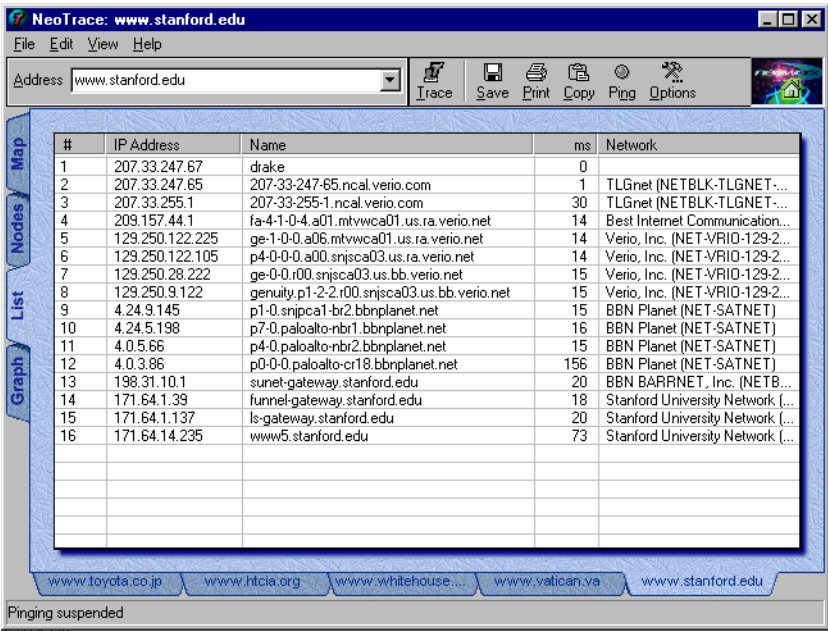 NeoTrace: www.stanford.edu
File Edit View Help
Address www.stanford.edu Trace Save Print Copy Ping Options
Map
Nodes
List
Graph
# IP Address Name ms Network
1 207.33.247.67 drake 0
2 207.33.247.65 207-33-247-65.ncal.verio.com 1 TLGnet (NETBLK-TLGNET-...
3 207.33.255.1 207-33-255-1.ncal.verio.com 30 TLGnet (NETBLK-TLGNET-...
4 209.157.44.1 fa-4-1-0-4.a01.mtvwca01.us.ra.verio.net 14 Best Internet Communication...
5 129.250.122.225 ge-1-0-0.a06.mtvwca01.us.ra.verio.net 14 Verio, Inc. (NET-VRIO-129-2...
6 129.250.122.105 p4-0-0-0.a00.snjsca03.us.ra.verio.net 14 Verio, Inc. (NET-VRIO-129-2...
7 129.250.28.222 ge-0-0.r00.snjsca03.us.bb.verio.net 15 Verio, Inc. (NET-VRIO-129-2...
8 129.250.9.122 genuity.p1-2-2.r00.snjsca03.us.bb.verio.net 15 Verio, Inc. (NET-VRIO-129-2...
9 4.24.9.145 p1-0.snjpca1-br2.bbnplanet.net 15 BBN Planet (NET-SATNET)
10 4.24.5.198 p7-0.paloalto-nbr1.bbnplanet.net 16 BBN Planet (NET-SATNET)
11 4.0.5.66 p4-0.paloalto-nbr2.bbnplanet.net 15 BBN Planet (NET-SATNET)
12 4.0.3.86 p0-0-0.paloalto-cr18.bbnplanet.net 156 BBN Planet (NET-SATNET)
13 198.31.10.1 sunet-gateway.stanford.edu 20 BBN BARRNET, Inc. (NETB...
14 171.64.1.39 funnel-gateway.stanford.edu 18 Stanford University Network (...
15 171.64.1.137 ls-gateway.stanford.edu 20 Stanford University Network (...
16 171.64.14.235 www5.stanford.edu 73 Stanford University Network (...
www.toyota.co.jp www.htcia.org www.whitehouse.... www.vatican.va www.stanford.edu
Pinging suspended